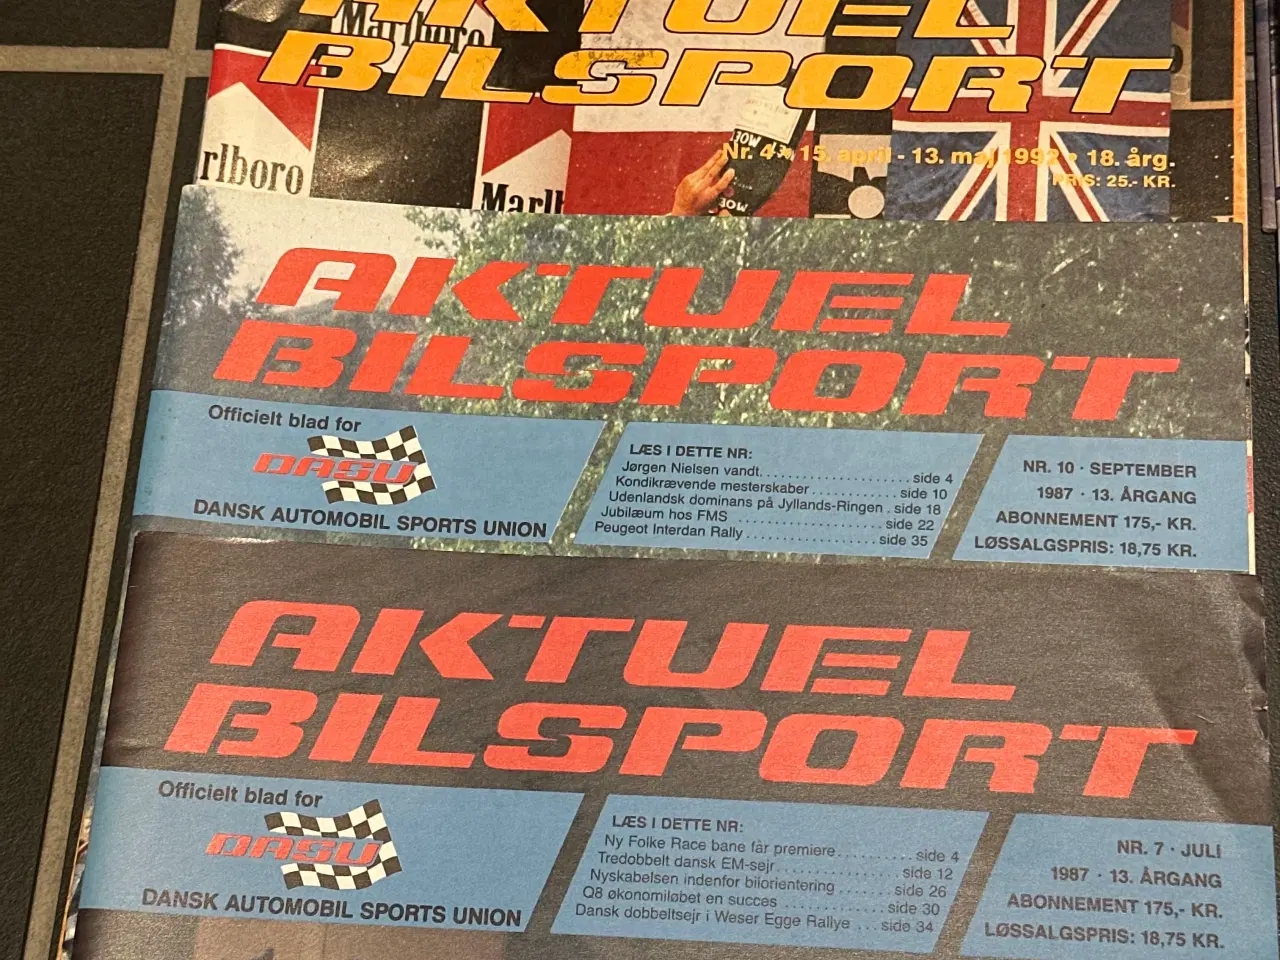 AKTUEL
BILSPORT
Marlboro
rlboro
Marlb
Nr. 4 • 15. april - 13. maj 1992 • 18. årg.
PRIS: 25.- KR.
AKTUEL
BILSPORT
Officielt blad for
DASU
DANSK AUTOMOBIL SPORTS UNION
LÆS I DETTE NR:
Jørgen Nielsen vandt. side 4
Kondikrævende mesterskaber side 10
Udenlandsk dominans på Jyllands-Ringen . side 18
Jubilæum hos FMS side 22
Peugeot Interdan Rally side 35
NR. 10 · SEPTEMBER
1987 · 13. ÅRGANG
ABONNEMENT 175,- KR.
LØSSALGSPRIS: 18,75 KR.
AKTUEL
BILSPORT
Officielt blad for
DASU
DANSK AUTOMOBIL SPORTS UNION
LÆS I DETTE NR:
Ny Folke Race bane får premiere side 4
Tredobbelt dansk EM-sejr side 12
Nyskabelsen indenfor bilorientering side 26
Q8 økonomiløbet en succes side 30
Dansk dobbeltsejr i Weser Egge Rallye side 34
NR. 7 · JULI
1987 · 13. ÅRGANG
ABONNEMENT 175,- KR.
LØSSALGSPRIS: 18,75 KR.